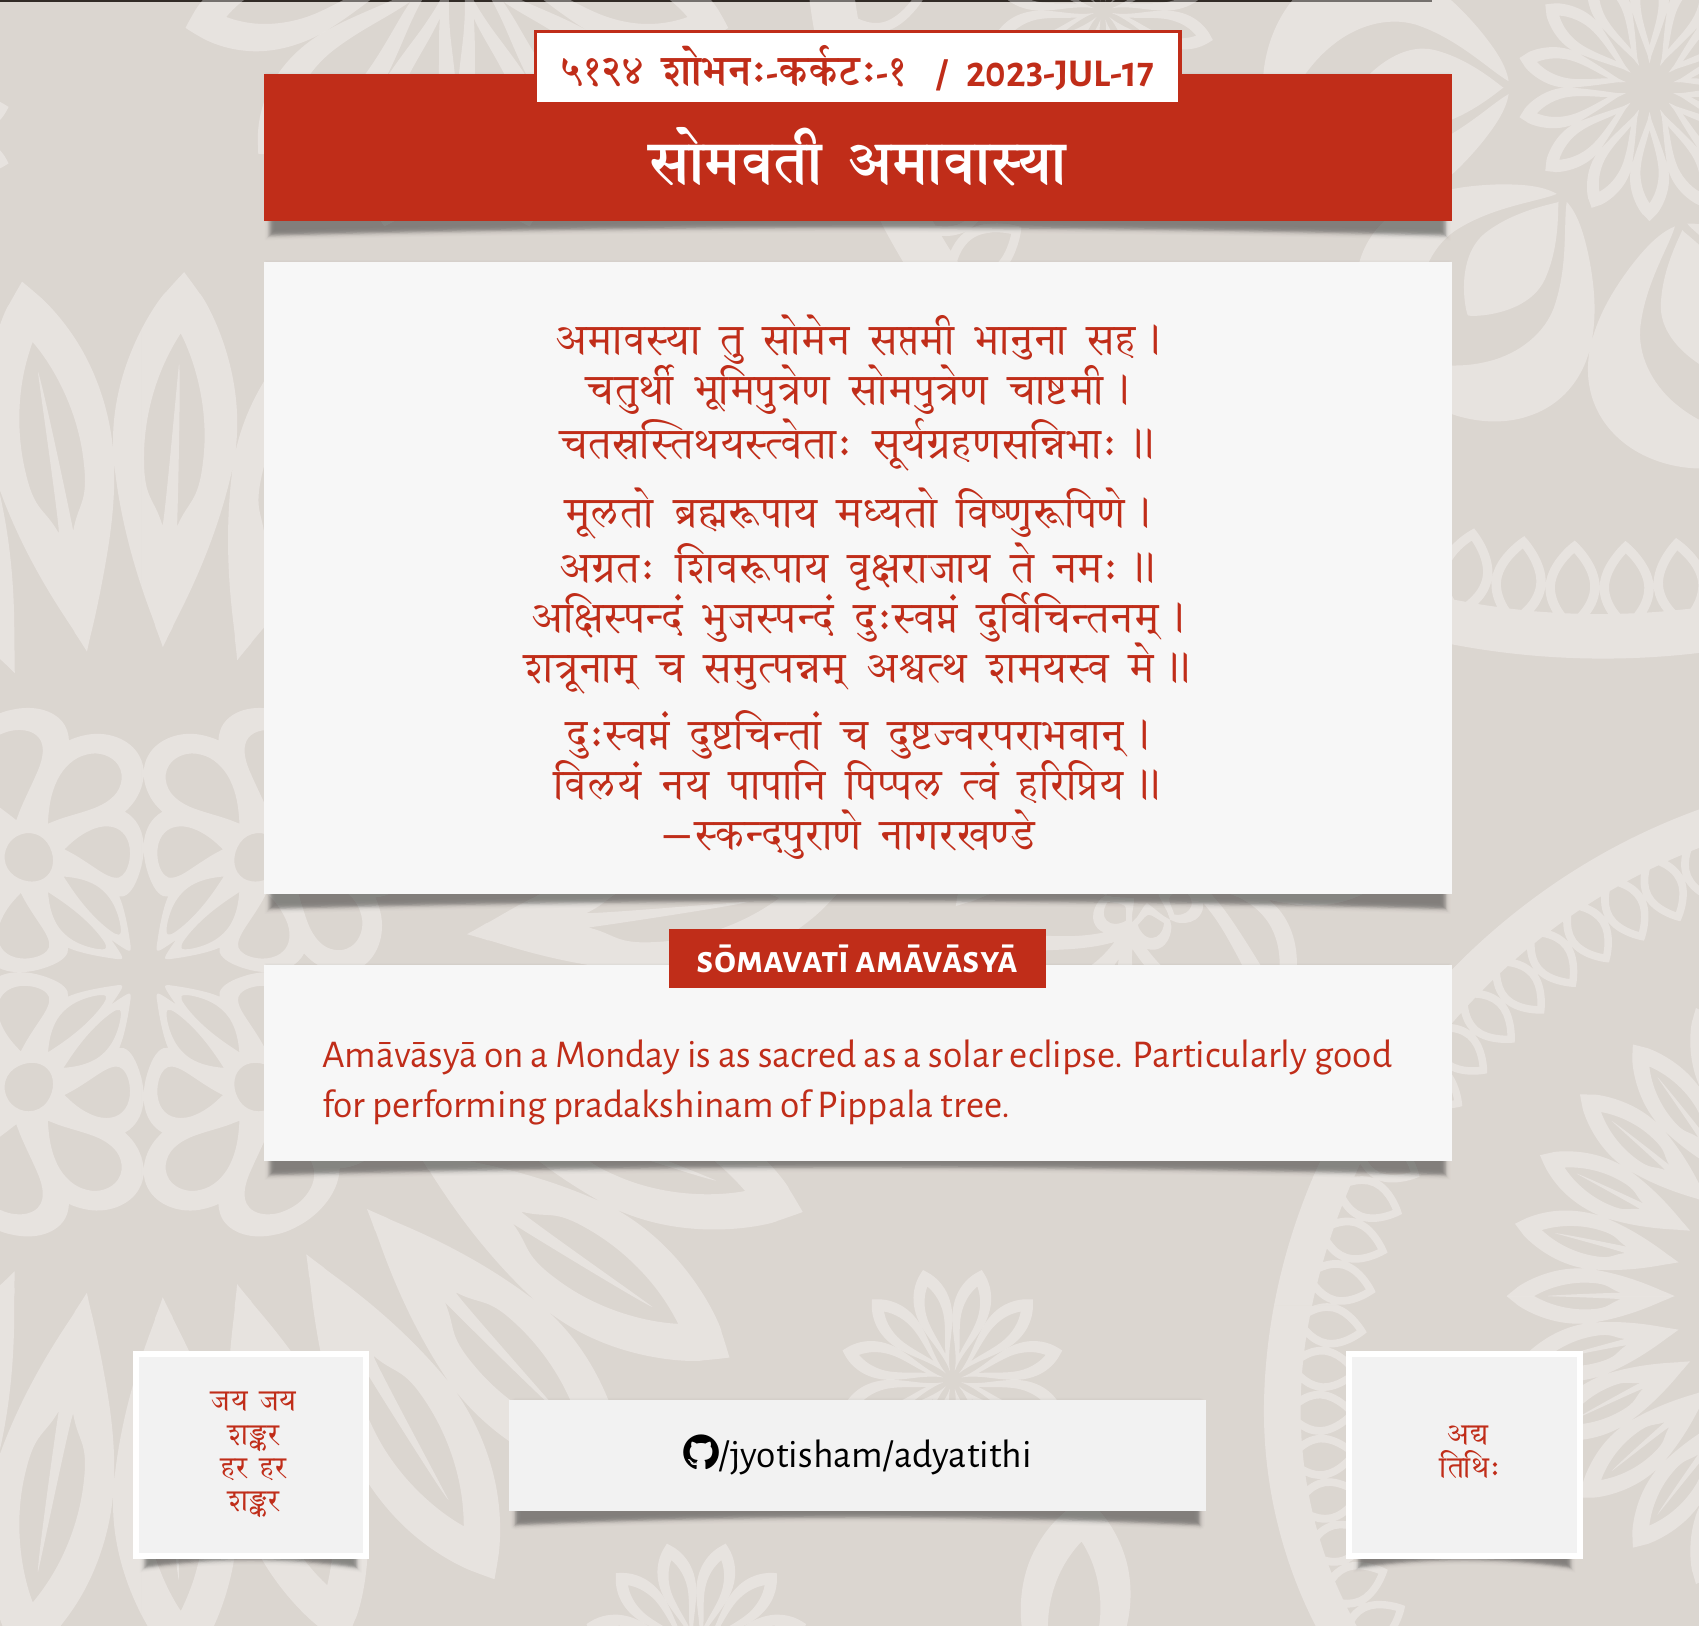 ५१२४ शोभनः-कर्कटः-१ / 2023-JUL-17
सोमवती अमावास्या
अमावस्या तु सोमेन सप्तमी भानुना सह।
चतुर्थी भूमिपुत्रेण सोमपुत्रेण चाष्टमी।
चतस्रस्तिथयस्त्वेताः सूर्यग्रहणसन्निभाः॥
मूलतो ब्रह्मरूपाय मध्यतो विष्णुरूपिणे।
अग्रतः शिवरूपाय वृक्षराजाय ते नमः॥
अक्षिस्पन्दं भुजस्पन्दं दुःस्वप्नं दुर्विचिन्तनम्।
शत्रूनाम् च समुत्पन्नम् अश्वत्थ शमयस्व मे॥
दुःस्वप्नं दुष्टचिन्तां च दुष्टज्वरपराभवान्।
विलयं नय पापानि पिप्पल त्वं हरिप्रिय॥
—स्कन्दपुराणे नागरखण्डे
SŌMAVATĪ AMĀVĀSYĀ
Amāvāsyā on a Monday is as sacred as a solar eclipse. Particularly good
for performing pradakshinam of Pippala tree.
जय जय
शङ्कर
हर हर
शङ्कर
/jyotisham/adyatithi
अद्य
तिथिः